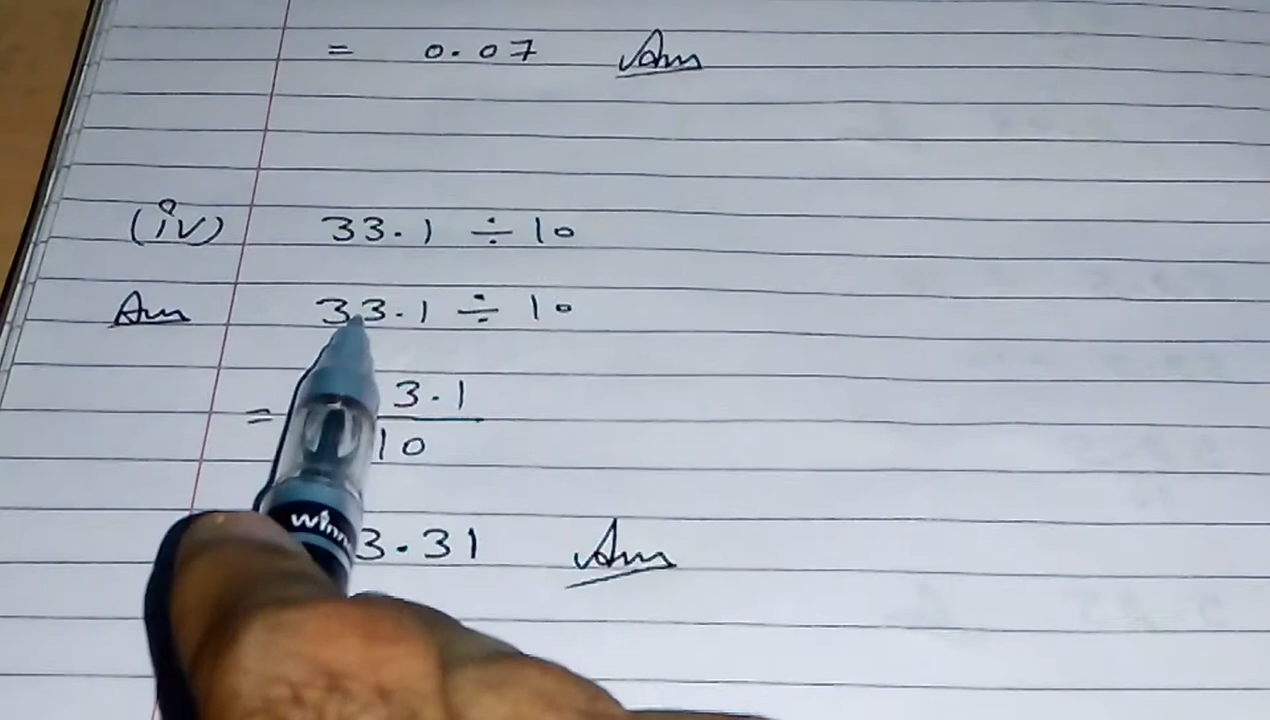 = 0.07 Ans
(iv) 33.1 ÷ 10
Ans 33.1 ÷ 10
= 3.1
10
3.31 Ans